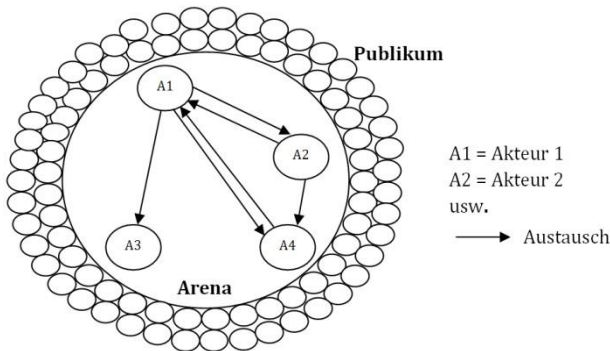 Publikum
A1
A2
A3
A4
Arena
A1 = Akteur 1
A2 = Akteur 2
usw.
Austausch